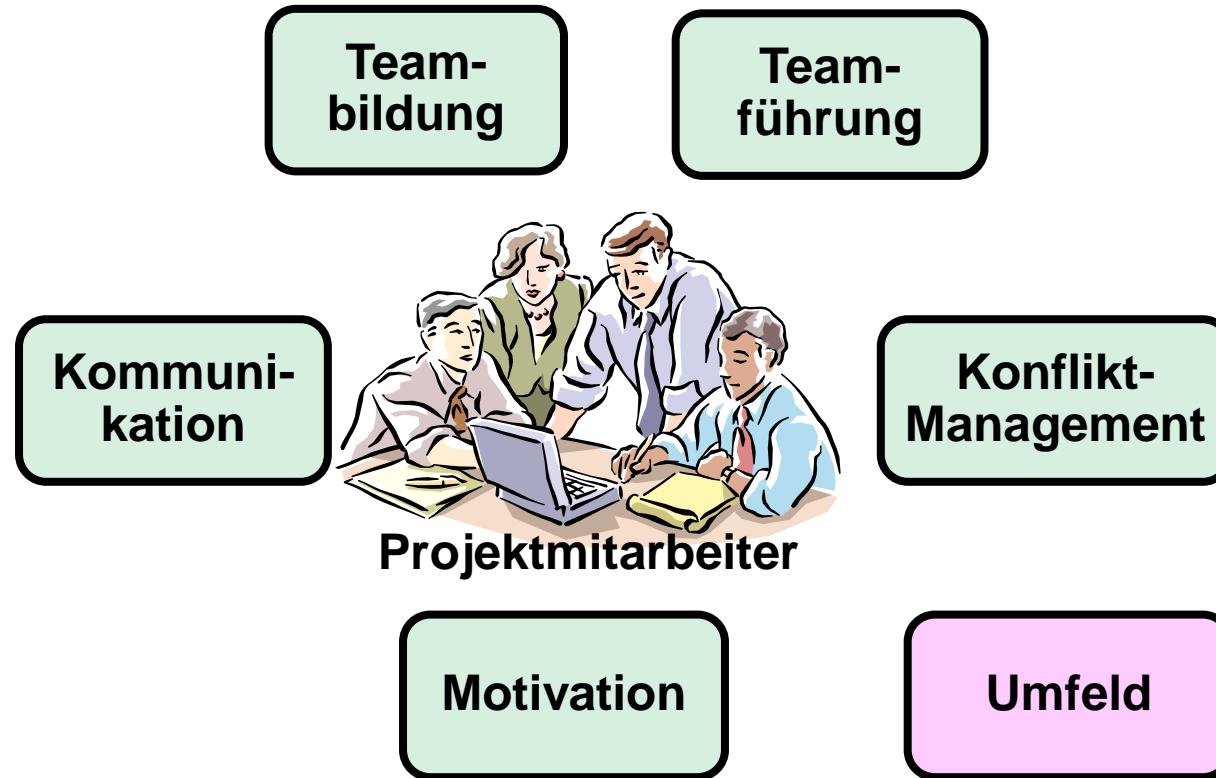 Team-
bildung
Team-
führung
Kommuni-
kation
Konflikt-
Management
Projektmitarbeiter
Motivation
Umfeld